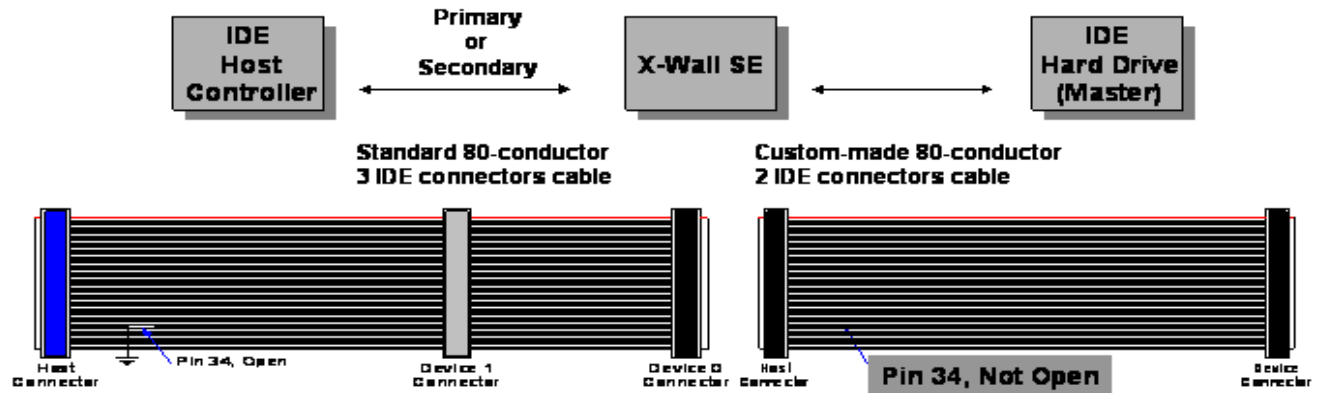 IDE
Host
Controller
Primary
or
Secondary
X-Wall SE
IDE
Hard Drive
(Master)
Standard 80-conductor
3 IDE connectors cable
Custom-made 80-conductor
2 IDE connectors cable
Pin 34, Open
Pin 34, Not Open
Host
Connector
Device 1
Connector
Device 0
Connector
Host
Connector
Device
Connector